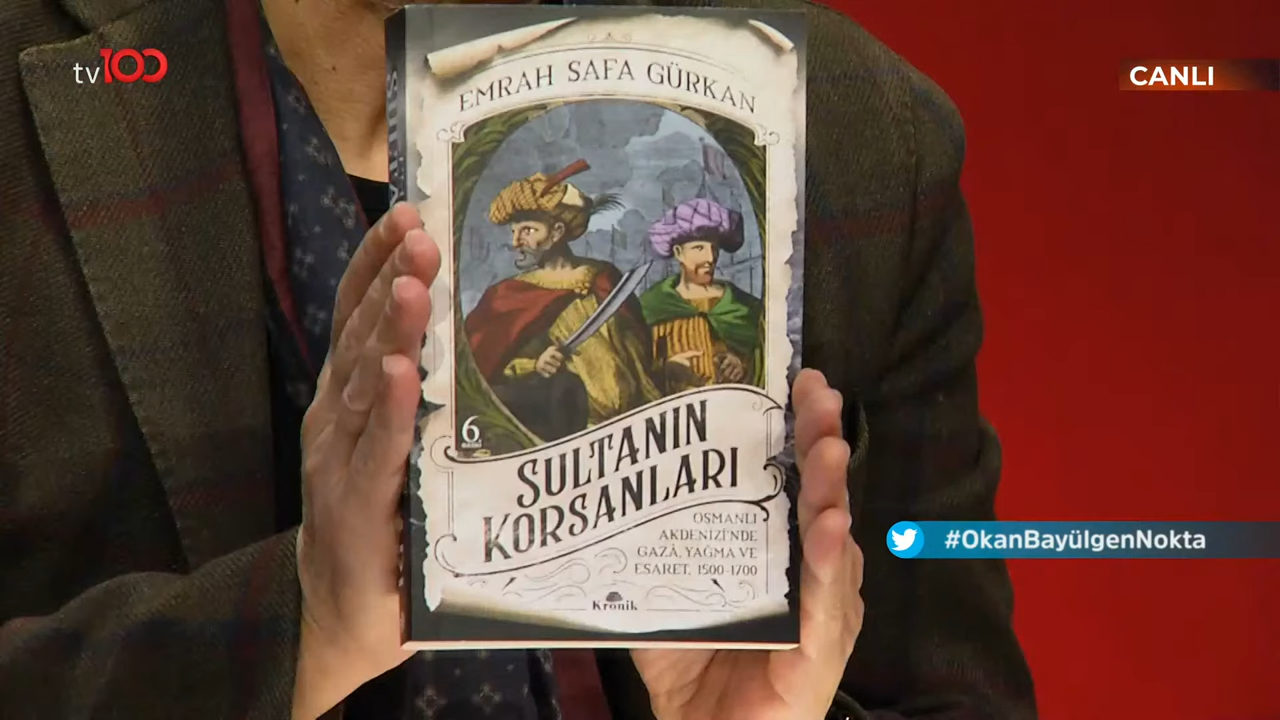 tv100
CANLI
EMRAH SAFA GÜRKAN
6.
SULTANIN
KORSANLARI
OSMANLI
AKDENİZİ'NDE
GAZÂ, YAĞMA VE
ESARET, 1500-1700
Kronik
#OkanBayülgenNokta